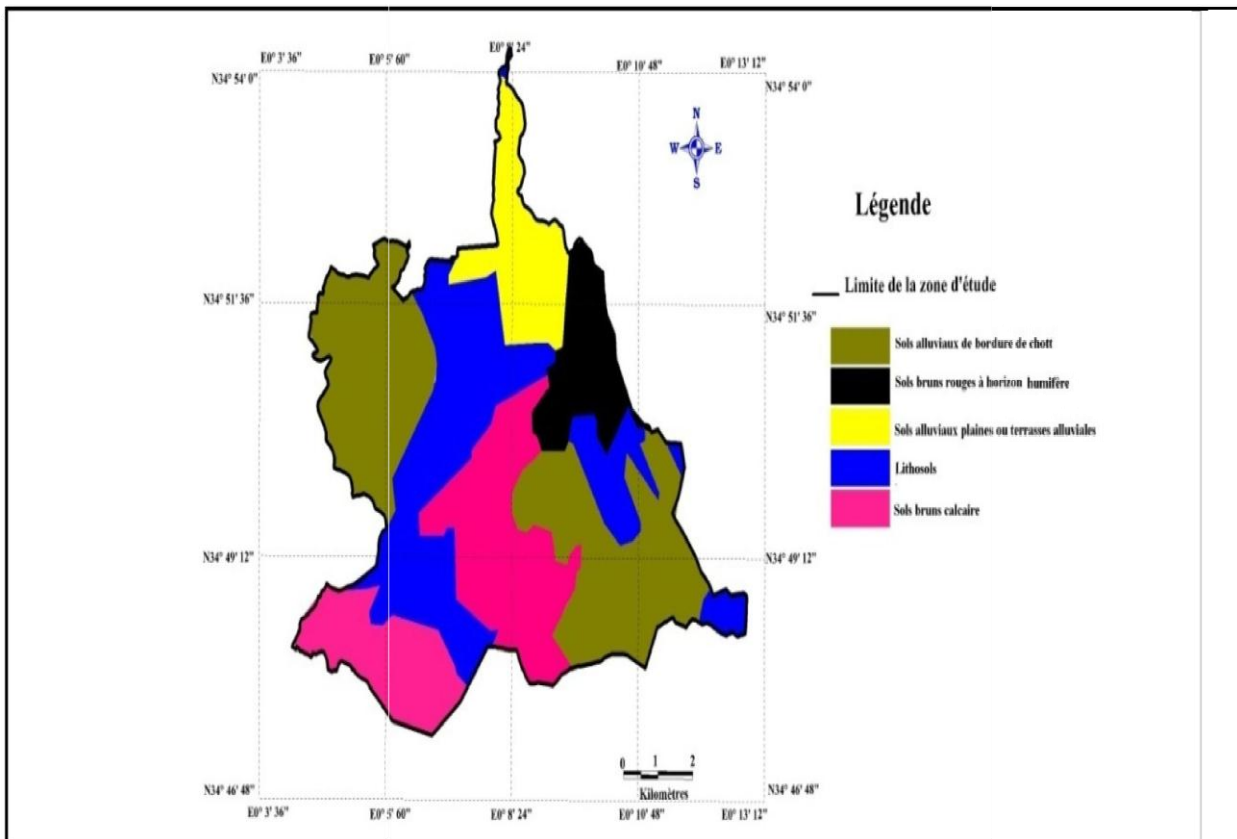 E0° 3' 36"
E0° 5' 60"
E0° 8' 24"
E0° 10' 48"
E0° 13' 12"
N34° 54' 0"
N34° 54' 0"
N
W
E
S
Légende
Limite de la zone d'étude
N34° 51' 36"
N34° 51' 36"
Sols alluviaux de bordure de chott
Sols bruns rouges à horizon humifère
Sols alluviaux plaines ou terrasses alluviales
Lithosols
Sols bruns calcaire
N34° 49' 12"
N34° 49' 12"
0 1 2
Kilomètres
N34° 46' 48"
N34° 46' 48"
E0° 3' 36"
E0° 5' 60"
E0° 8' 24"
E0° 10' 48"
E0° 13' 12"